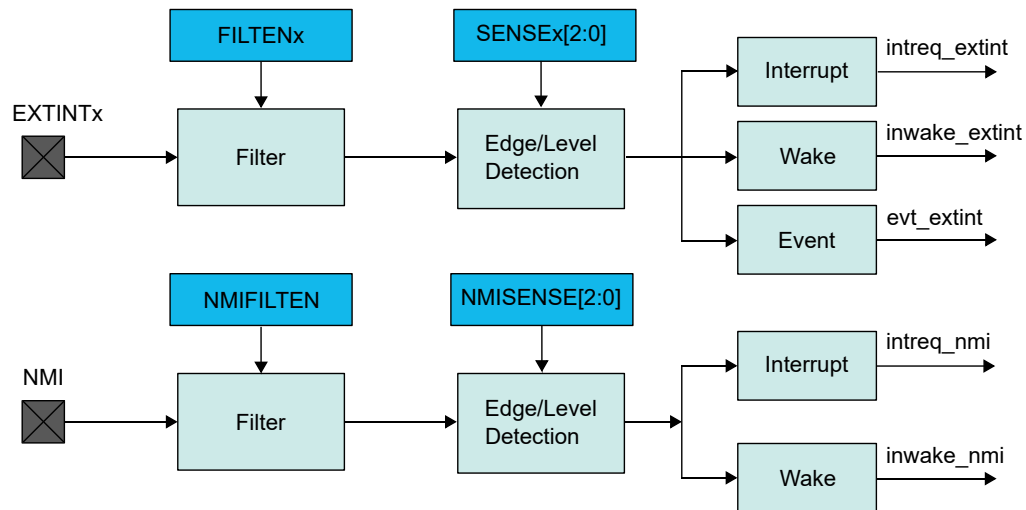 FILTENx
SENSEx[2:0]
EXTINTx
Filter
Edge/Level
Detection
Interrupt
intreq_extint
Wake
inwake_extint
Event
evt_extint
NMIFILTEN
NMISENSE[2:0]
NMI
Filter
Edge/Level
Detection
Interrupt
intreq_nmi
Wake
inwake_nmi